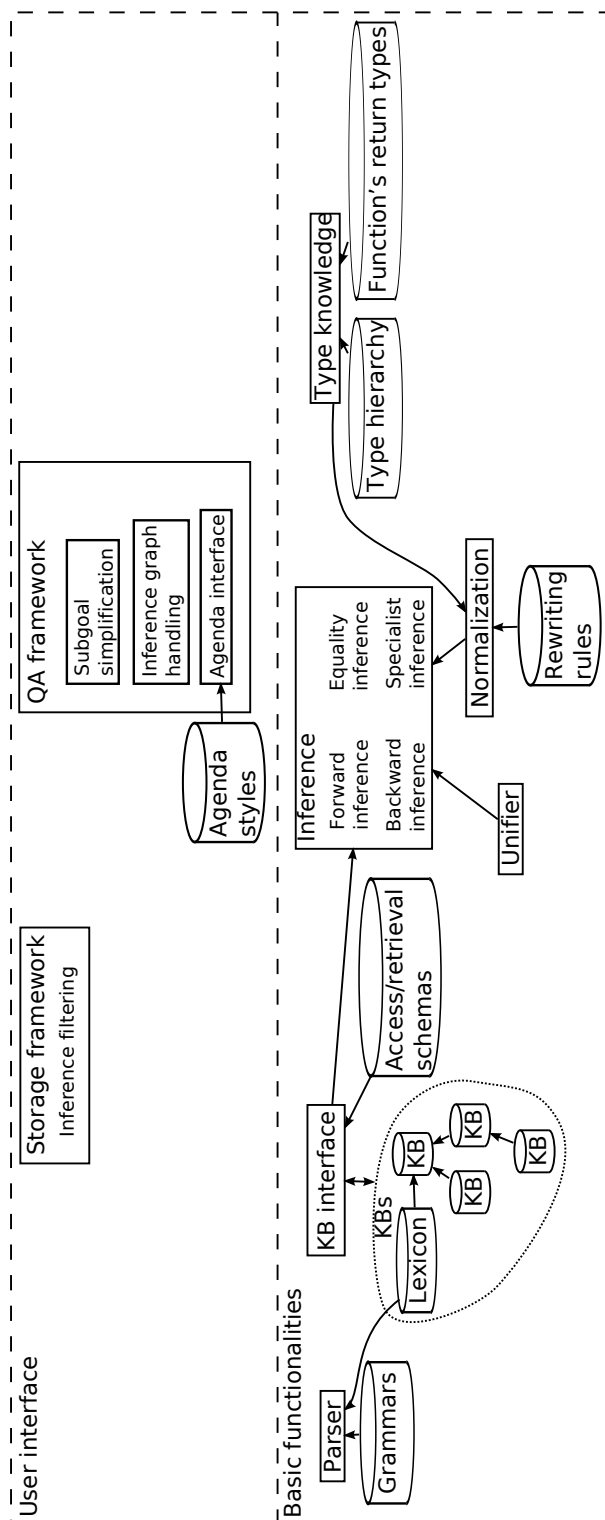 User interface
Storage framework
Inference filtering
QA framework
Subgoal
simplification
Inference graph
handling
Agenda interface
Agenda
styles
Basic functionalities
Parser
Grammars
KB interface
KBs
Lexicon
KB
KB
KB
KB
Access/retrieval
schemas
Inference
Forward
inference
Equality
inference
Backward
inference
Specialist
inference
Unifier
Normalization
Rewriting
rules
Type knowledge
Type hierarchy
Function's return types